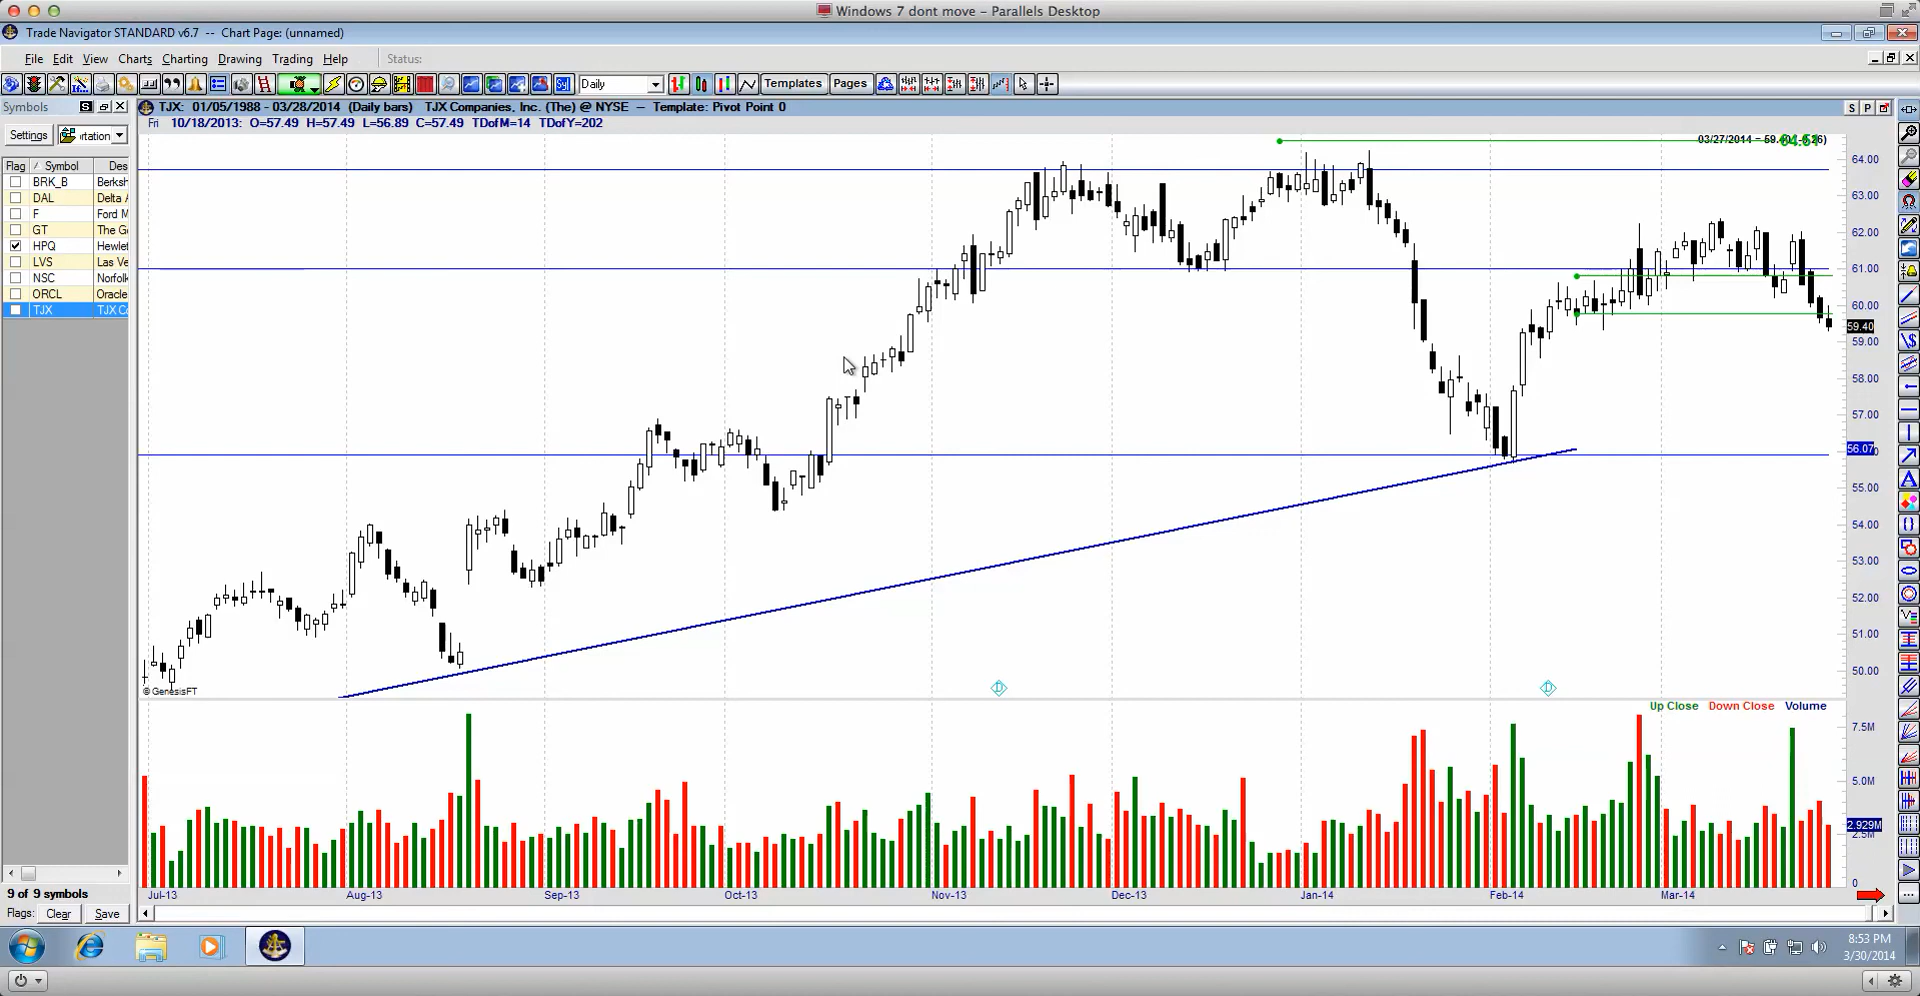 Windows 7 dont move – Parallels Desktop
Trade Navigator STANDARD v6.7 -- Chart Page: (unnamed)
File Edit View Charts Charting Drawing Trading Help Status:
Daily Templates Pages
Symbols S
TJX: 01/05/1988 - 03/28/2014 (Daily bars) TJX Companies, Inc. (The) @ NYSE -- Template: Pivot Point 0
S P
Fri 10/18/2013: O=57.49 H=57.49 L=56.89 C=57.49 TDofM=14 TDofY=202
Settings rtation
Flag Symbol Des
BRK_B Berksh
DAL Delta A
F Ford M
GT The Go
HPQ Hewlet
LVS Las Ve
NSC Norfolk
ORCL Oracle
TJX TJX Co
64.00
63.00
62.00
61.00
60.00
59.40
59.00
58.00
57.00
56.07
55.00
54.00
53.00
52.00
51.00
50.00
© GenesisFT
D D
Up Close Down Close Volume
7.5M
5.0M
2.929M
2.5M
0
Jul-13 Aug-13 Sep-13 Oct-13 Nov-13 Dec-13 Jan-14 Feb-14 Mar-14
9 of 9 symbols
Flags: Clear Save
8:53 PM
3/30/2014